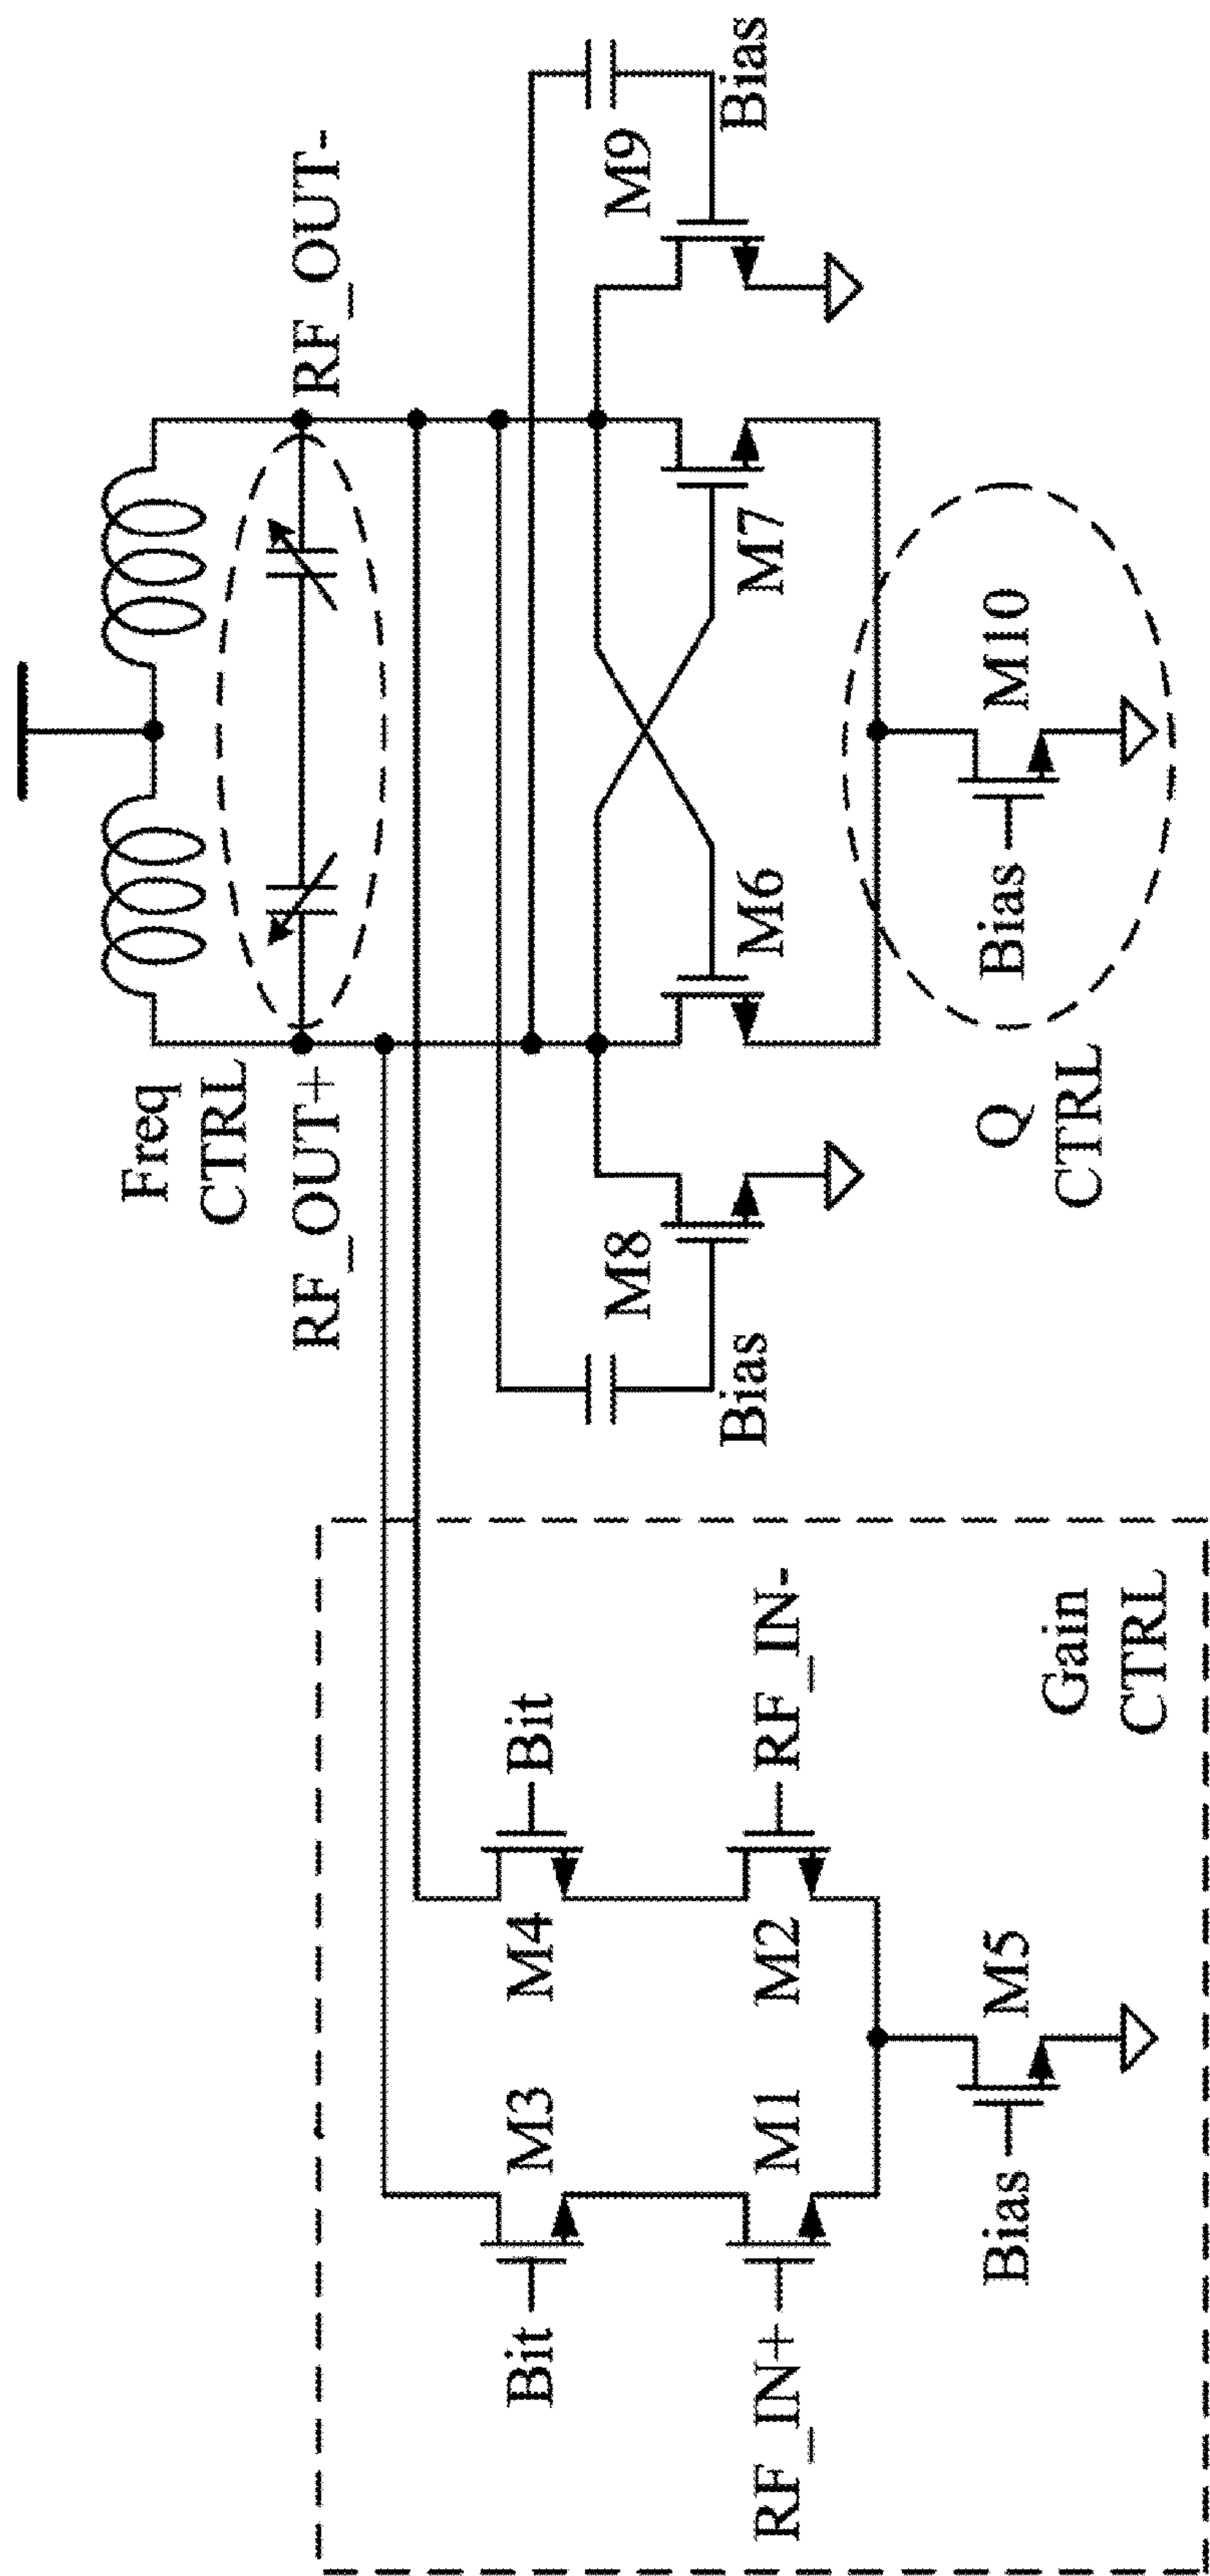 Freq
CTRL
RF_OUT+
RF_OUT-
M8
M9
Bias
Bias
M6
M7
Q
CTRL
Bias
M10
Bit
M3
M4
Bit
RF_IN+
M1
M2
RF_IN-
Bias
M5
Gain
CTRL